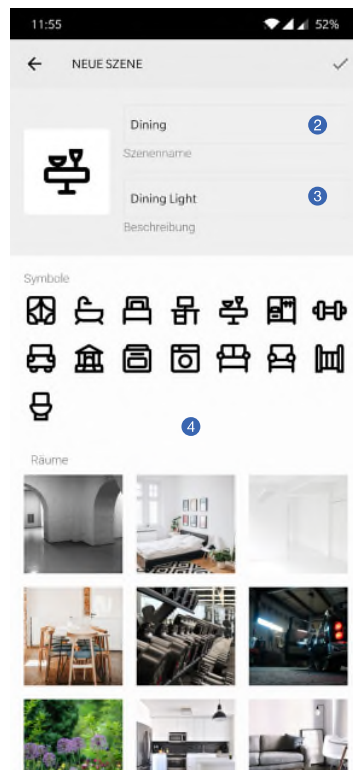 11:55 52%
NEUE SZENE
Dining 2
Szenenname
Dining Light 3
Beschreibung
Symbole
4
Räume